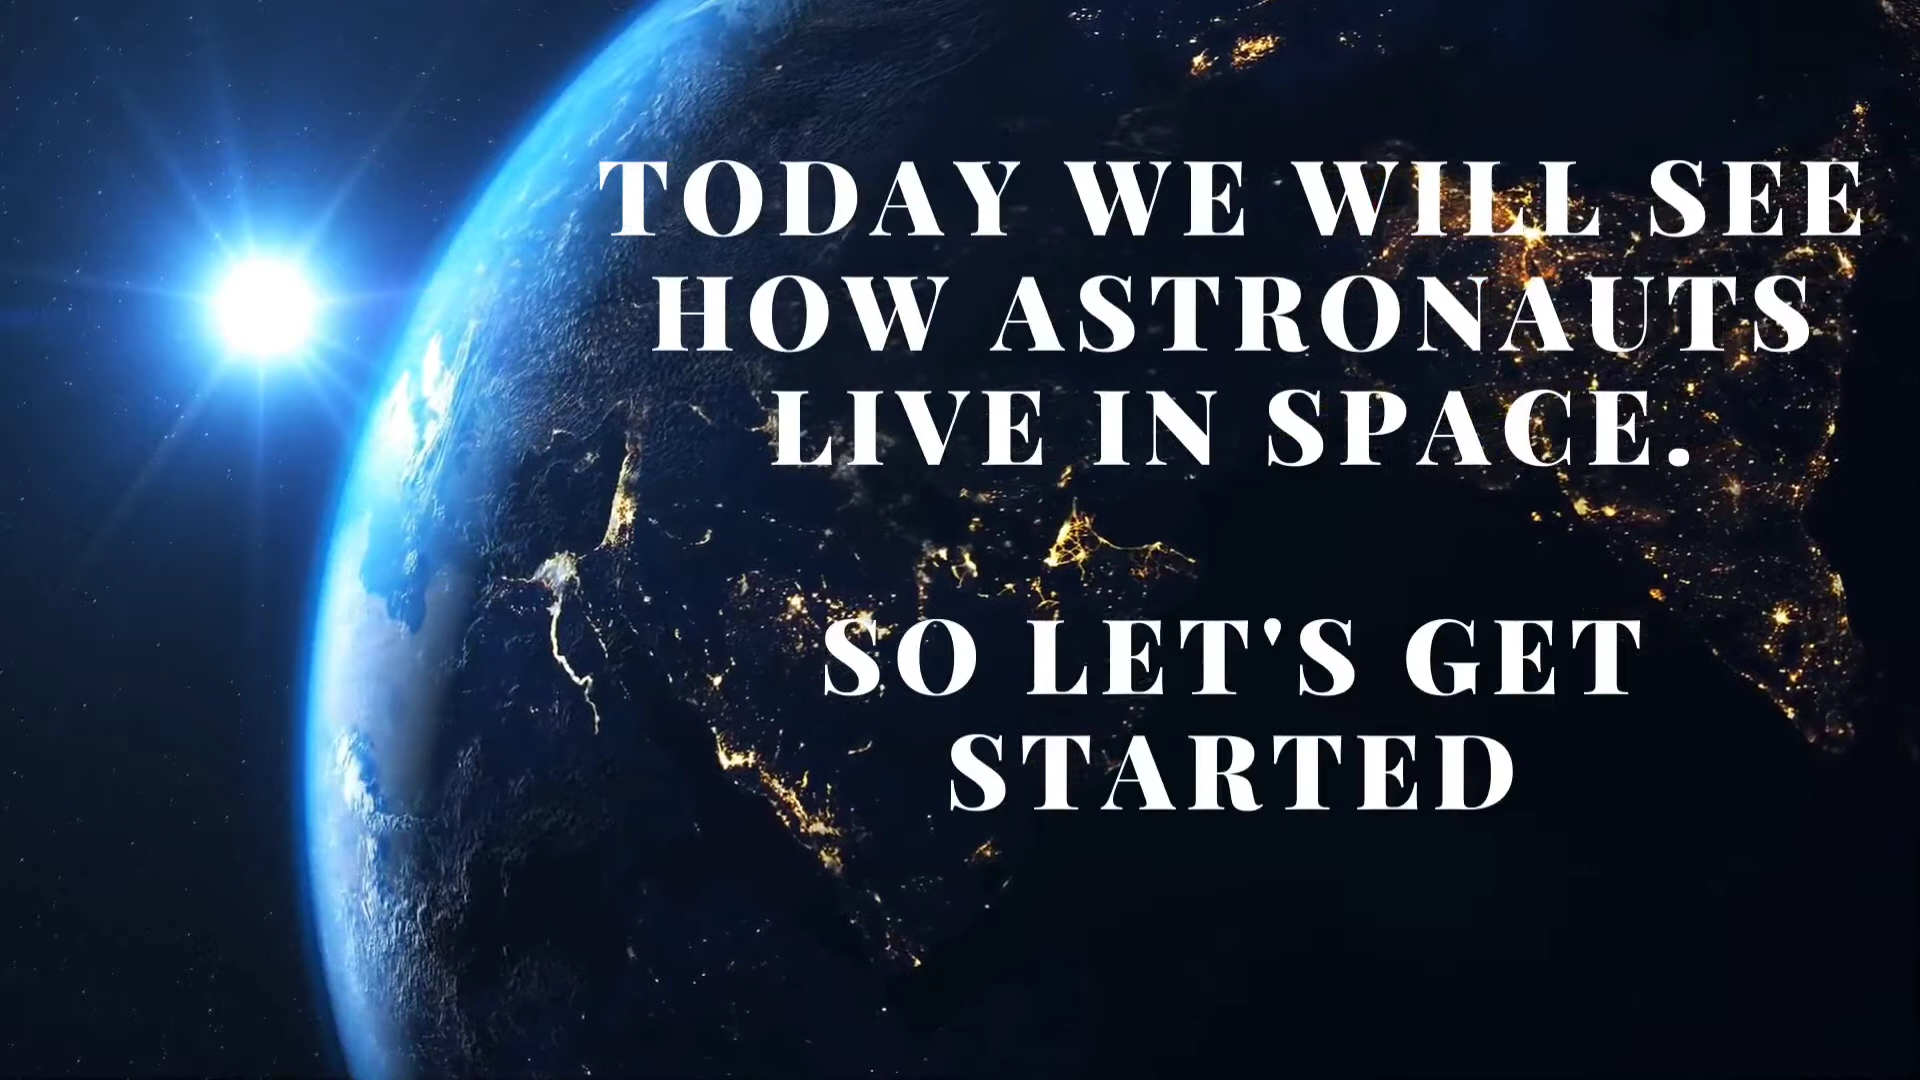 TODAY WE WILL SEE
HOW ASTRONAUTS
LIVE IN SPACE.
SO LET'S GET
STARTED